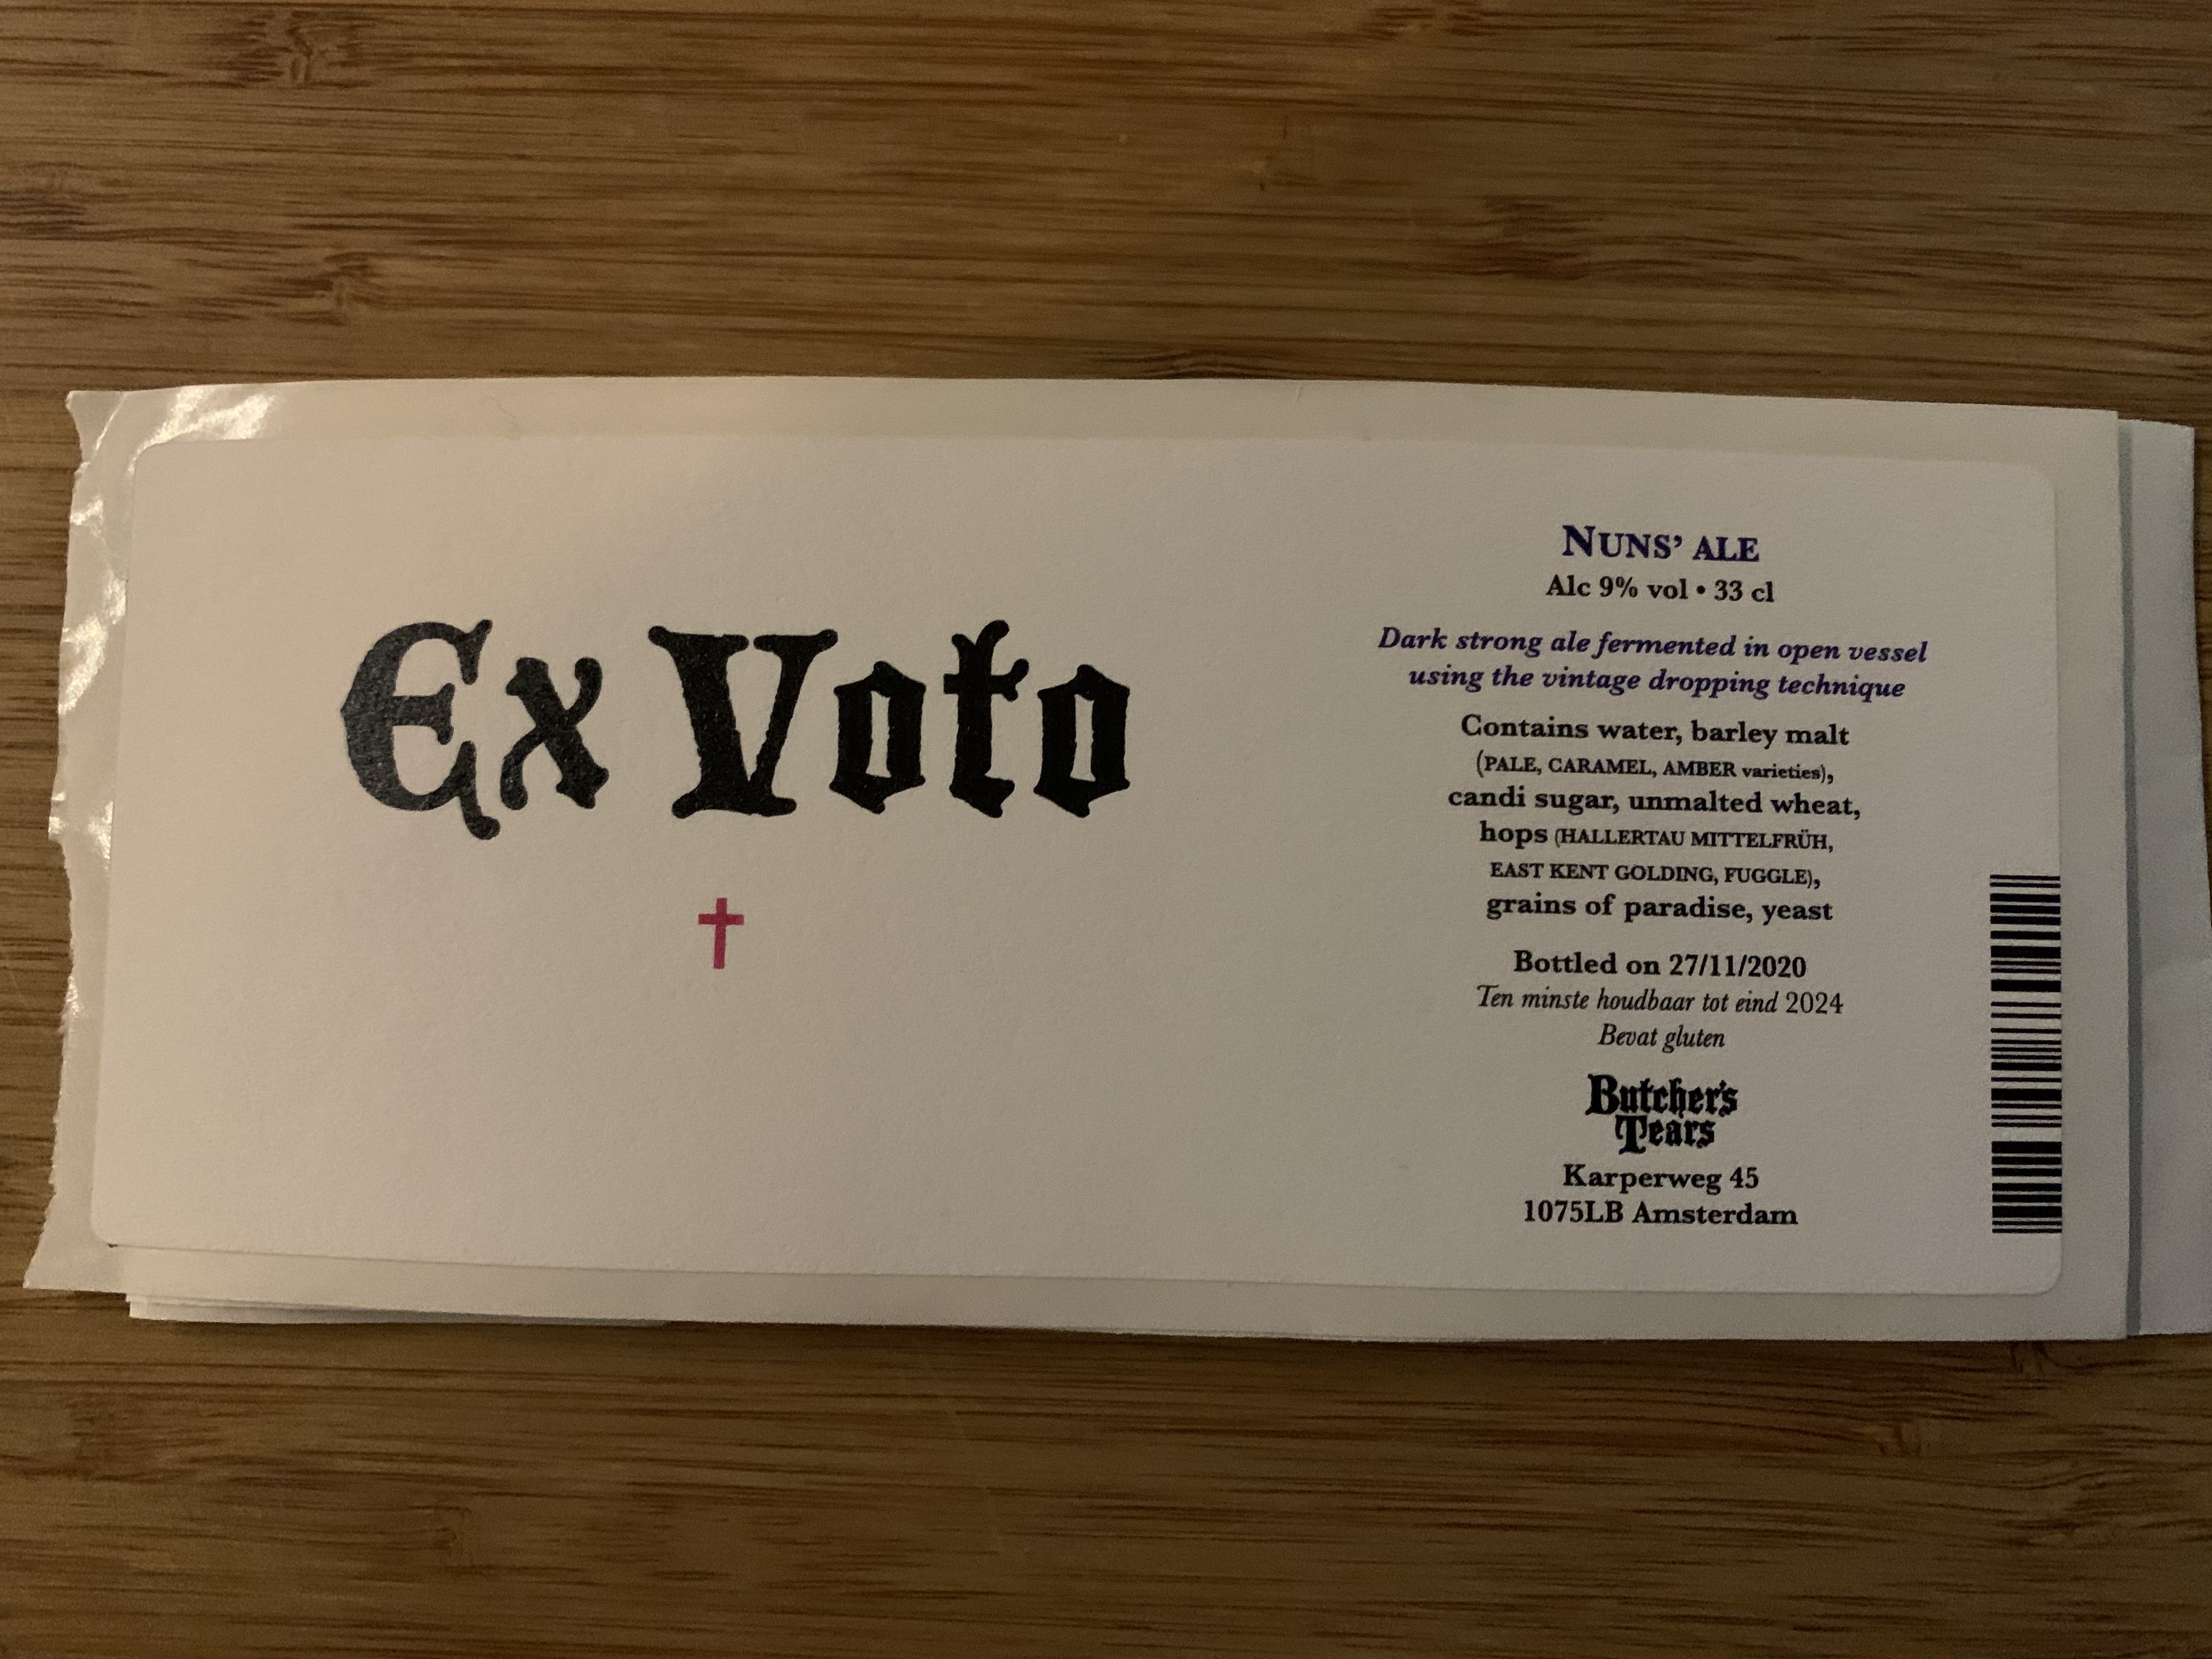 Ex Voto
NUNS' ALE
Alc 9% vol • 33 cl
Dark strong ale fermented in open vessel
using the vintage dropping technique
Contains water, barley malt
(PALE, CARAMEL, AMBER varieties),
candi sugar, unmalted wheat,
hops (HALLERTAU MITTELFRÜH,
EAST KENT GOLDING, FUGGLE),
grains of paradise, yeast
Bottled on 27/11/2020
Ten minste houdbaar tot eind 2024
Bevat gluten
Butcher's
Tears
Karperweg 45
1075LB Amsterdam